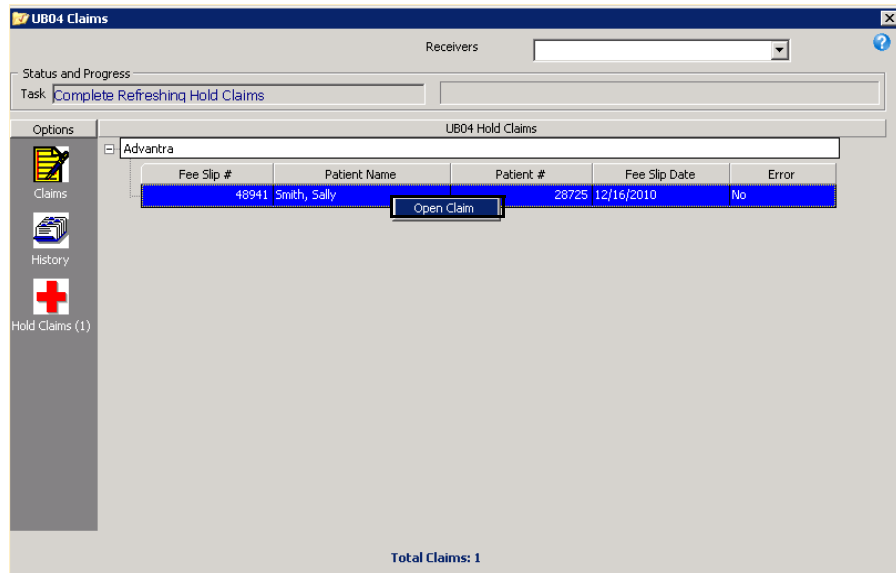 UB04 Claims
Receivers
Status and Progress
Task Complete Refreshing Hold Claims
Options
UB04 Hold Claims
Advantra
Fee Slip # Patient Name Patient # Fee Slip Date Error
48941 Smith, Sally 28725 12/16/2010 No
Open Claim
Claims
History
Hold Claims (1)
Total Claims: 1